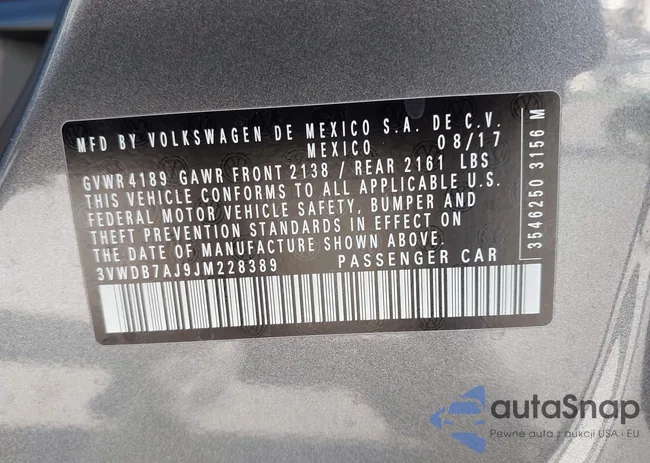 MFD BY VOLKSWAGEN DE MEXICO S.A. DE C.V.
MEXICO 08/17
GVWR 4189 GAWR FRONT 2138 / REAR 2161 LBS
THIS VEHICLE CONFORMS TO ALL APPLICABLE U.S.
FEDERAL MOTOR VEHICLE SAFETY, BUMPER AND
THEFT PREVENTION STANDARDS IN EFFECT ON
THE DATE OF MANUFACTURE SHOWN ABOVE.
3VWDB7AJ9JM228389 PASSENGER CAR
3546250 3156 M
autaSnap
Pewne auta z aukcji USA i EU